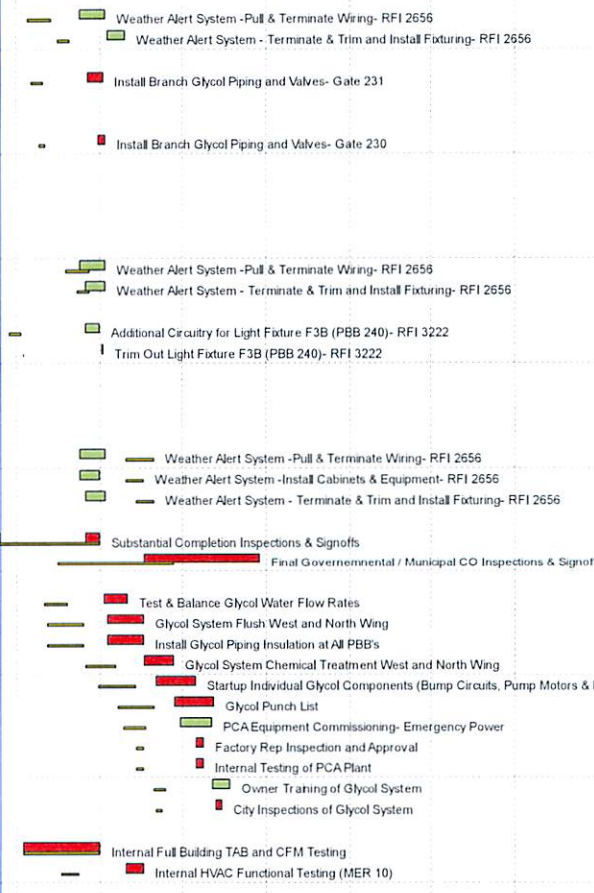 Weather Alert System -Pull & Terminate Wiring- RFI 2656
Weather Alert System - Terminate & Trim and Install Fixturing- RFI 2656
Install Branch Glycol Piping and Valves- Gate 231
Install Branch Glycol Piping and Valves- Gate 230
Weather Alert System -Pull & Terminate Wiring- RFI 2656
Weather Alert System - Terminate & Trim and Install Fixturing- RFI 2656
Additional Circuitry for Light Fixture F3B (PBB 240)- RFI 3222
Trim Out Light Fixture F3B (PBB 240)- RFI 3222
Weather Alert System -Pull & Terminate Wiring- RFI 2656
Weather Alert System -Install Cabinets & Equipment- RFI 2656
Weather Alert System - Terminate & Trim and Install Fixturing- RFI 2656
Substantial Completion Inspections & Signoffs
Final Governemnental / Municipal CO Inspections & Signof
Test & Balance Glycol Water Flow Rates
Glycol System Flush West and North Wing
Install Glycol Piping Insulation at All PBB's
Glycol System Chemical Treatment West and North Wing
Startup Individual Glycol Components (Bump Circuits, Pump Motors &
Glycol Punch List
PCA Equipment Commissioning- Emergency Power
Factory Rep Inspection and Approval
Internal Testing of PCA Plant
Owner Training of Glycol System
City Inspections of Glycol System
Internal Full Building TAB and CFM Testing
Internal HVAC Functional Testing (MER 10)